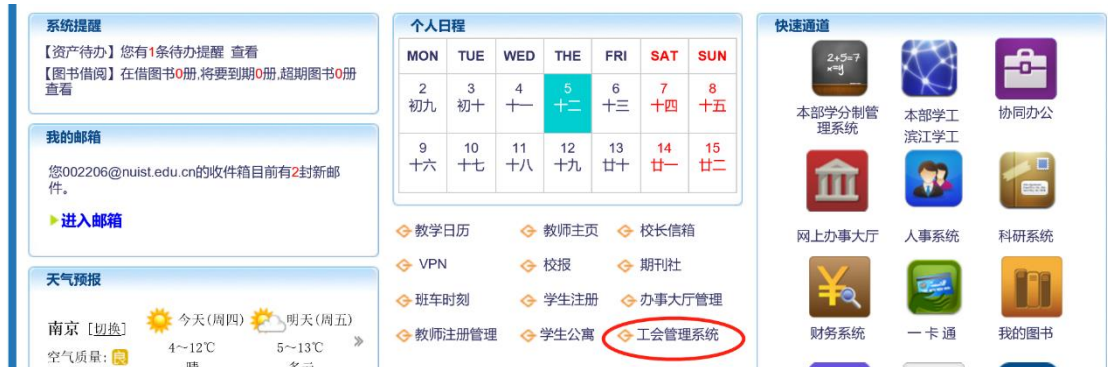 系统提醒
【资产待办】您有1条待办提醒 查看
【图书借阅】在借图书0册,将要到期0册,超期图书0册
查看
我的邮箱
您002206@nuist.edu.cn的收件箱目前有2封新邮
件。
进入邮箱
天气预报
南京 [切换]
今天(周四)
明天(周五)
4~12℃
5~13℃
空气质量: 良
个人日程
MON TUE WED THE FRI SAT SUN
2 3 4 5 6 7 8
初九 初十 十一 十二 十三 十四 十五
9 10 11 12 13 14 15
十六 十七 十八 十九 廿十 廿一 廿二
教学日历 教师主页 校长信箱
VPN 校报 期刊社
班车时刻 学生注册 办事大厅管理
教师注册管理 学生公寓 工会管理系统
快速通道
2+5=?
x=y
本部学分制管
理系统
本部学工
滨江学工
协同办公
网上办事大厅 人事系统 科研系统
财务系统 一卡通 我的图书